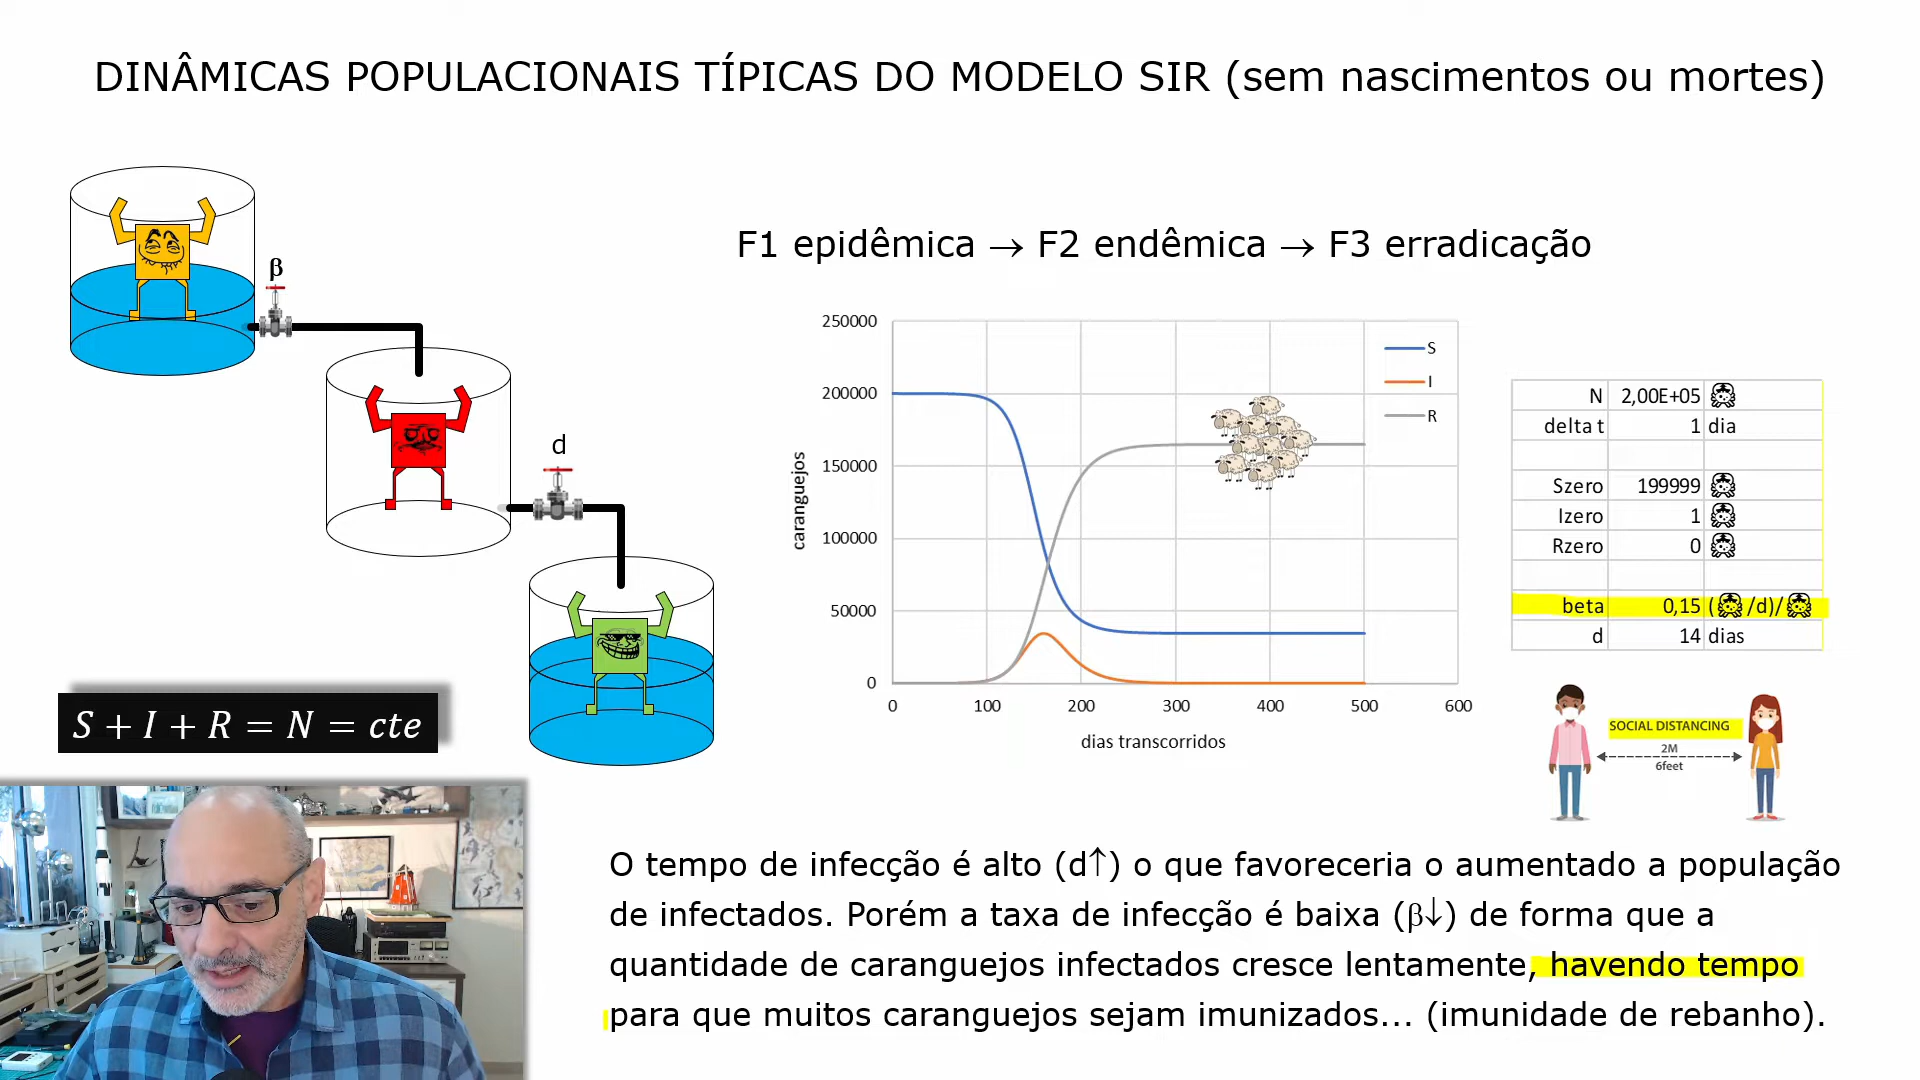 DINÂMICAS POPULACIONAIS TÍPICAS DO MODELO SIR (sem nascimentos ou mortes)
F1 epidêmica → F2 endêmica → F3 erradicação
β
d
S + I + R = N = cte
250000
200000
150000
100000
50000
0
caranguejos
0 100 200 300 400 500 600
dias transcorridos
S
I
R
N 2,00E+05
delta t 1 dia
Szero 199999
Izero 1
Rzero 0
beta 0,15 ( /d)/
d 14 dias
SOCIAL DISTANCING
2M
6feet
O tempo de infecção é alto (d↑) o que favoreceria o aumentado a população
de infectados. Porém a taxa de infecção é baixa (β↓) de forma que a
quantidade de caranguejos infectados cresce lentamente, havendo tempo
para que muitos caranguejos sejam imunizados... (imunidade de rebanho).